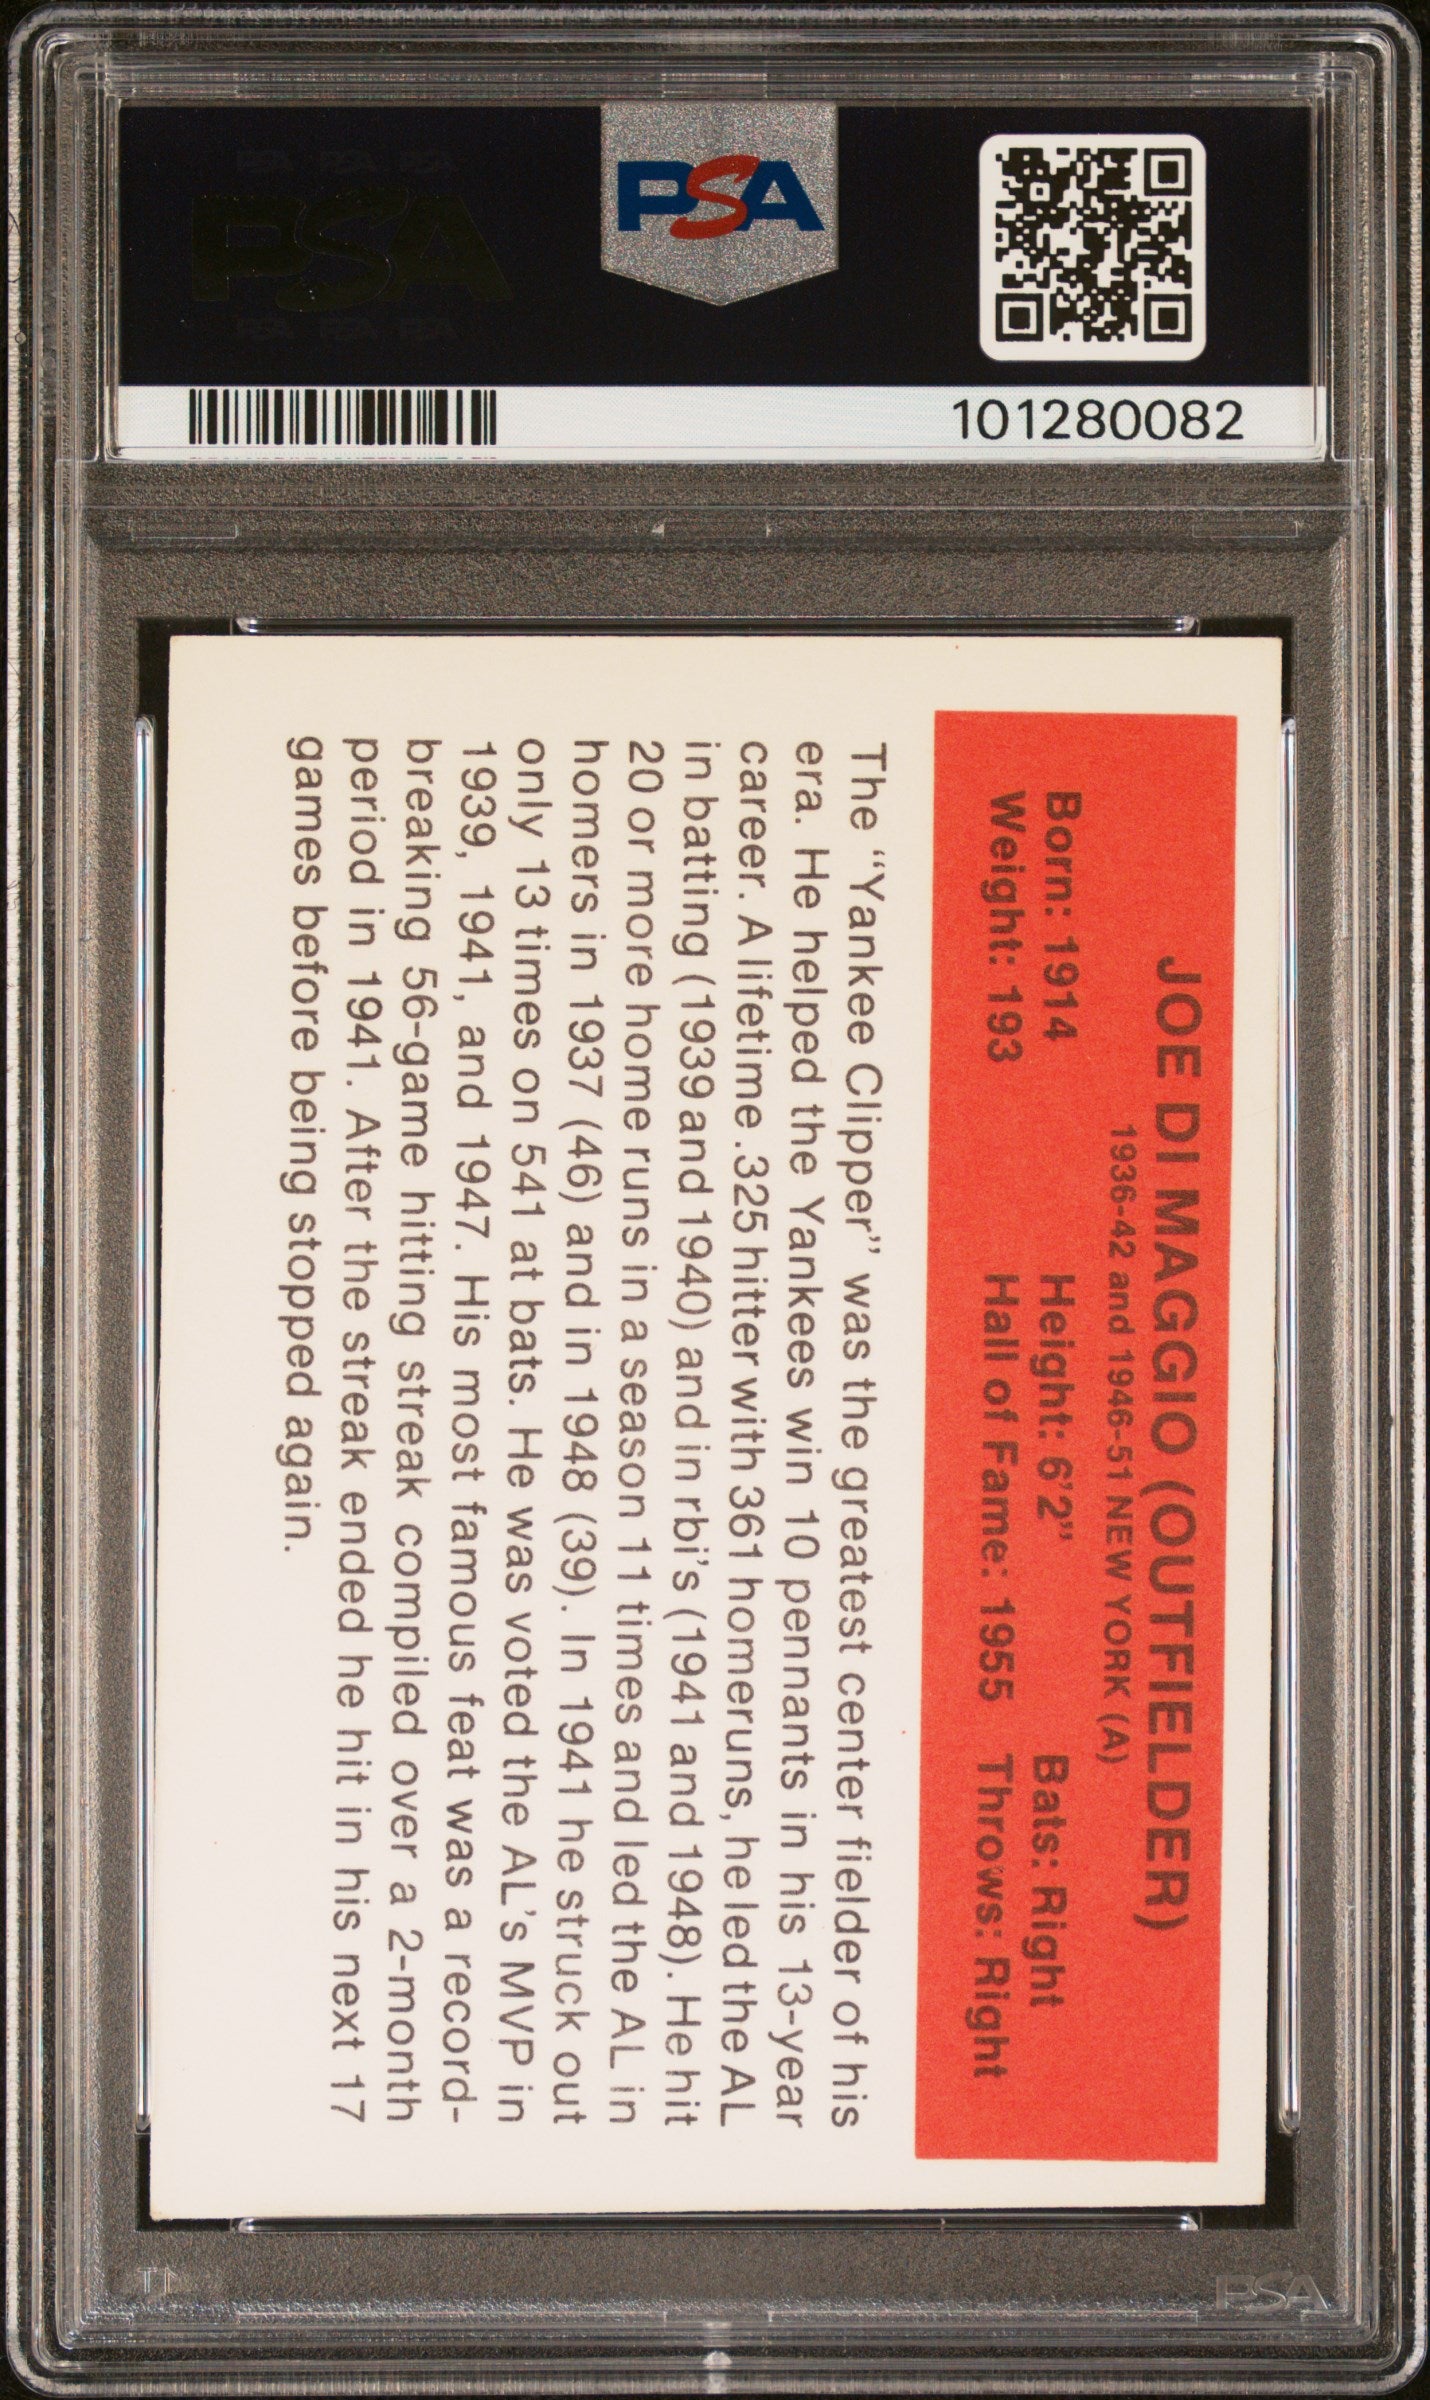 PSA PSA PSA
PSA
PSA PSA PSA
PSA
101280082
JOE DI MAGGIO (OUTFIELDER)
1936-42 and 1946-51 NEW YORK (A)
Born: 1914 Height: 6'2" Bats: Right
Weight: 193 Hall of Fame: 1955 Throws: Right
The "Yankee Clipper" was the greatest center fielder of his
era. He helped the Yankees win 10 pennants in his 13-year
career. A lifetime .325 hitter with 361 homeruns, he led the AL
in batting (1939 and 1940) and in rbi's (1941 and 1948). He hit
20 or more home runs in a season 11 times and led the AL in
homers in 1937 (46) and in 1948 (39). In 1941 he struck out
only 13 times on 541 at bats. He was voted the AL's MVP in
1939, 1941, and 1947. His most famous feat was a record-
breaking 56-game hitting streak compiled over a 2-month
period in 1941. After the streak ended he hit in his next 17
games before being stopped again.
PSA